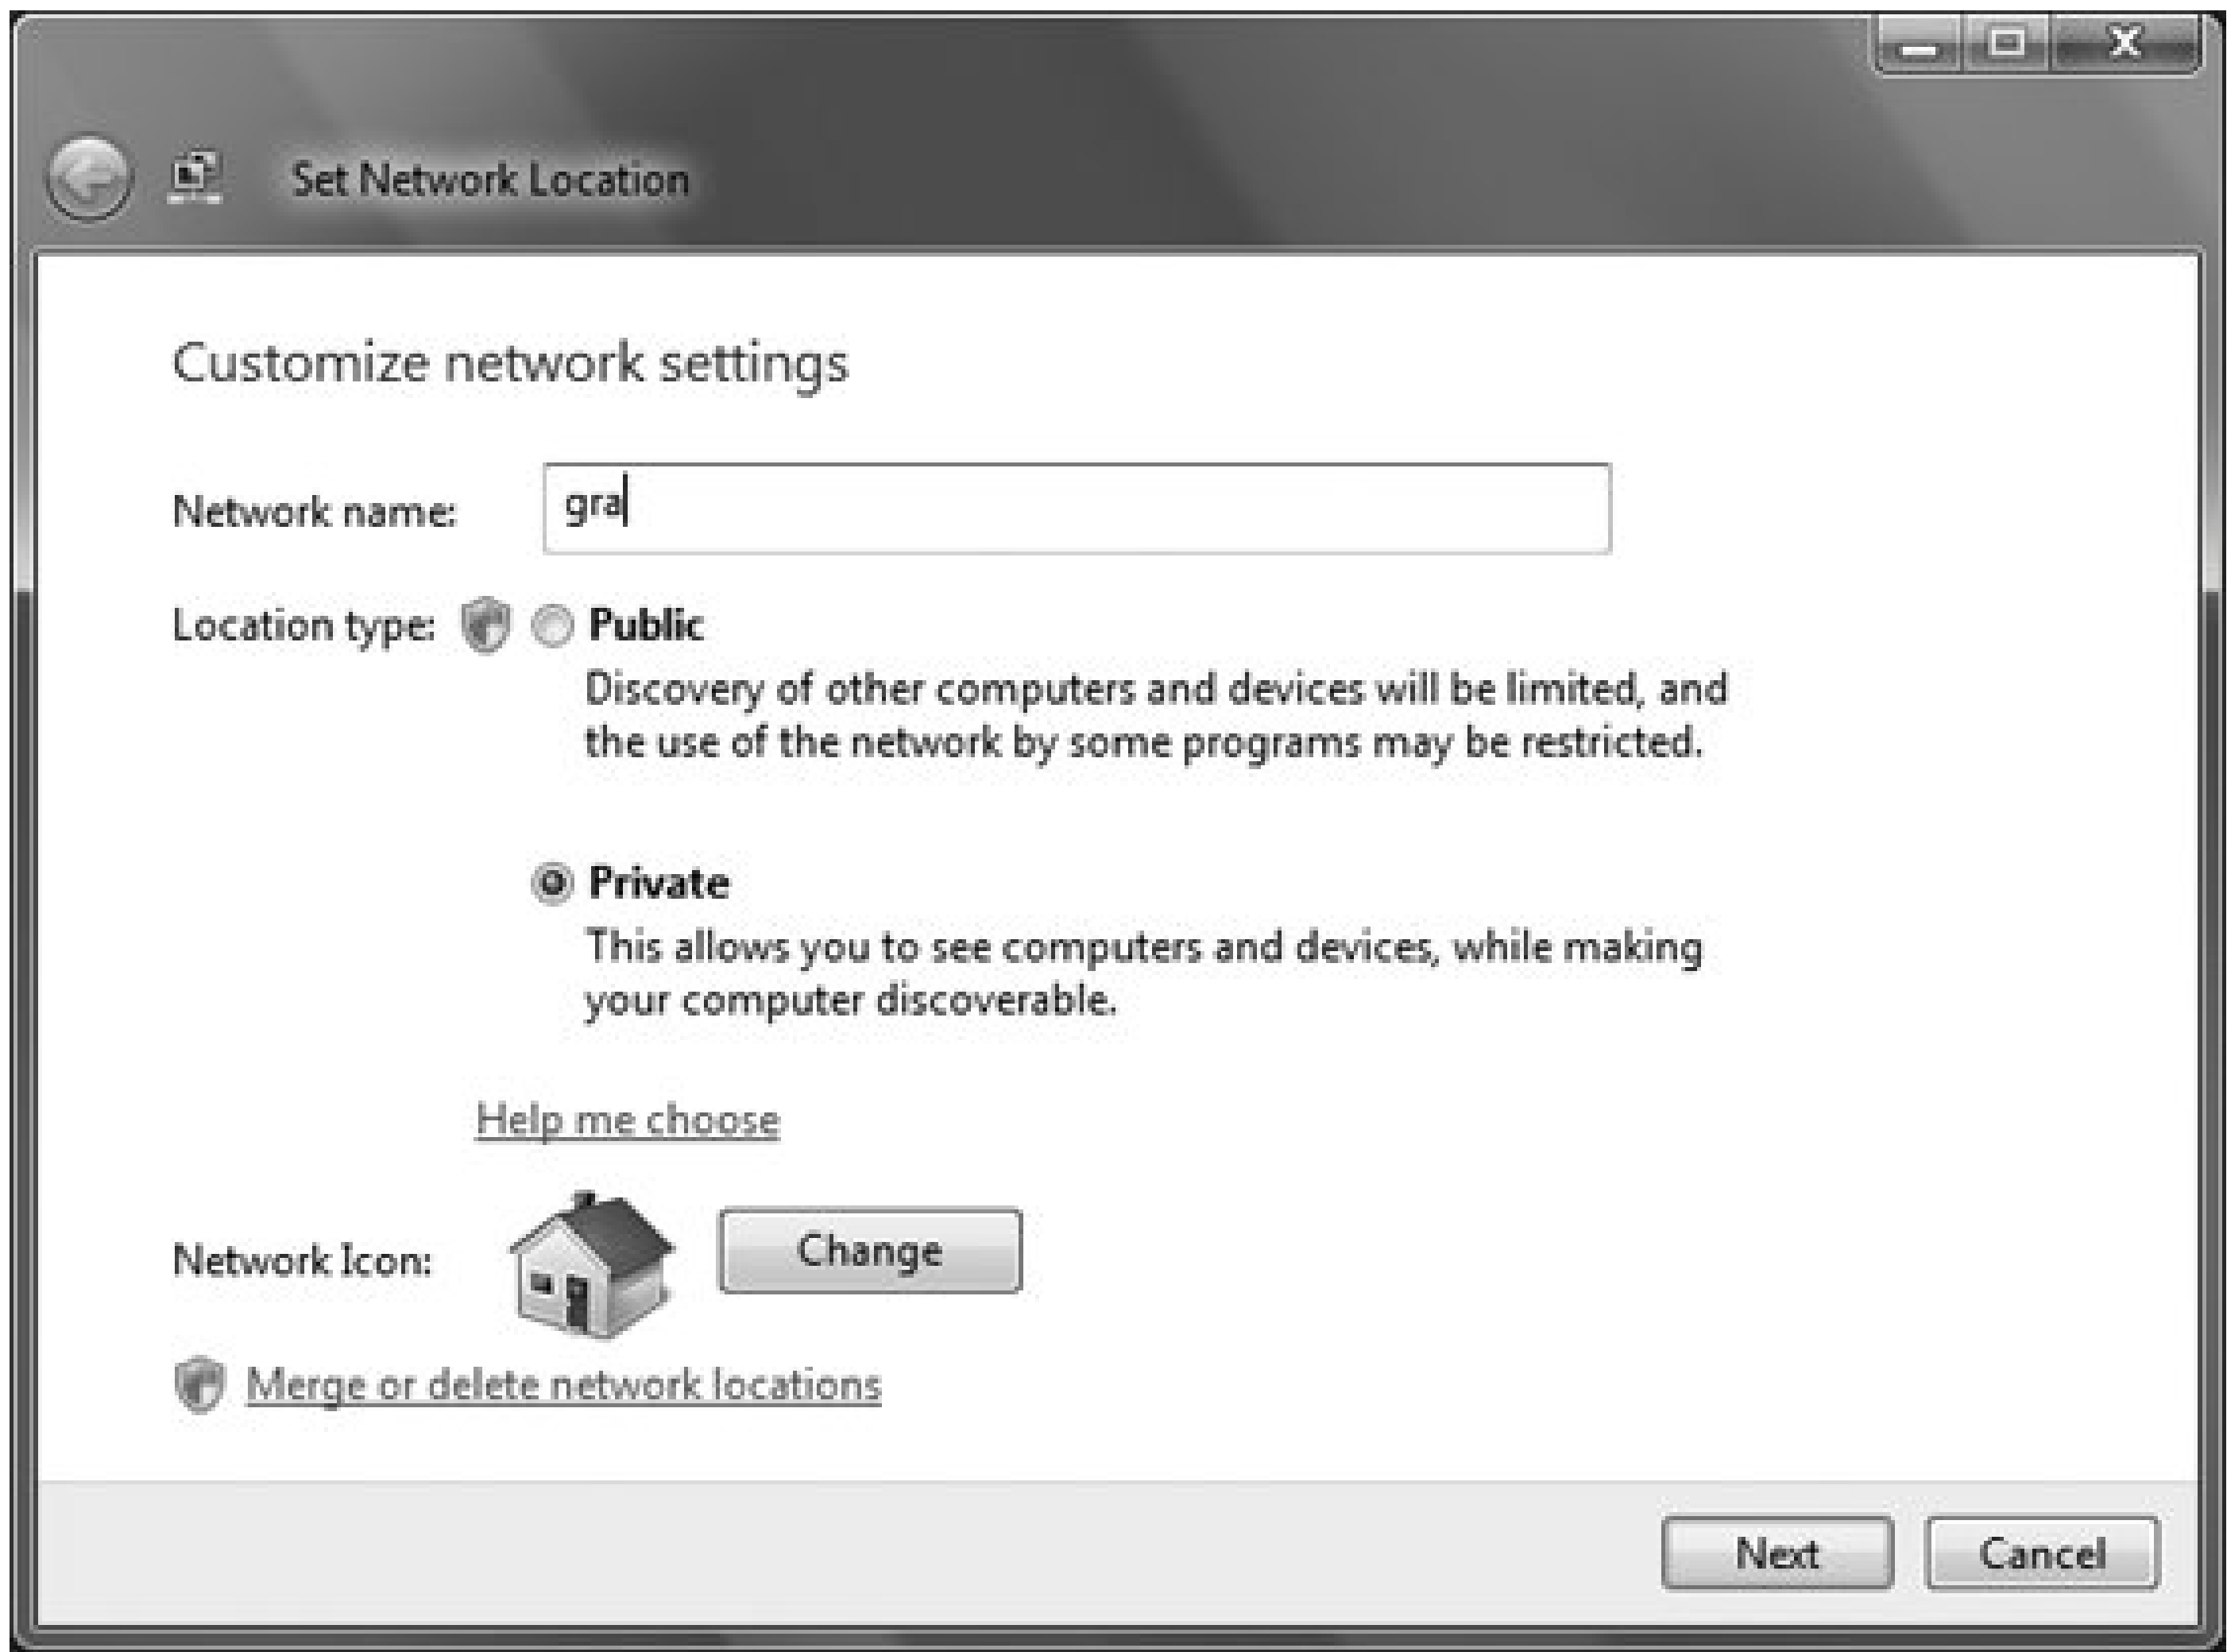 Set Network Location
Customize network settings
Network name: gra
Location type: Public
Discovery of other computers and devices will be limited, and
the use of the network by some programs may be restricted.
Private
This allows you to see computers and devices, while making
your computer discoverable.
Help me choose
Network Icon: Change
Merge or delete network locations
Next Cancel